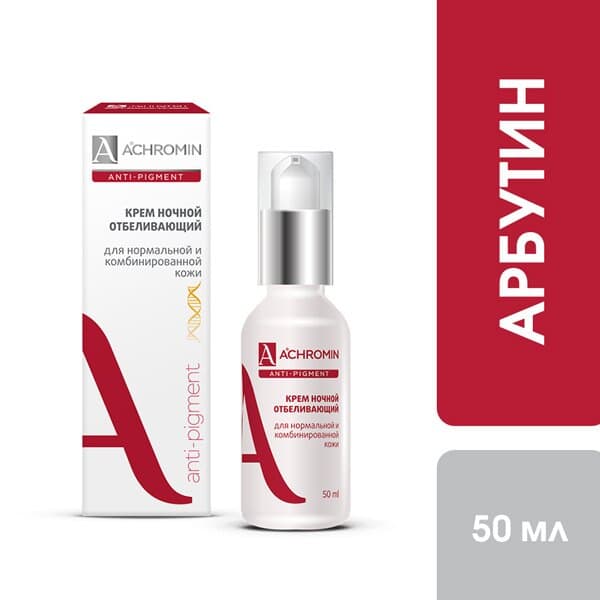 ACHROMIN
ANTI-PIGMENT
КРЕМ НОЧНОЙ
ОТБЕЛИВАЮЩИЙ
для нормальной и
комбинированной
кожи
anti-pigment
A
ACHROMIN
ANTI-PIGMENT
КРЕМ НОЧНОЙ
ОТБЕЛИВАЮЩИЙ
для нормальной и
комбинированной
кожи
50 ml
АРБУТИН
50 мл